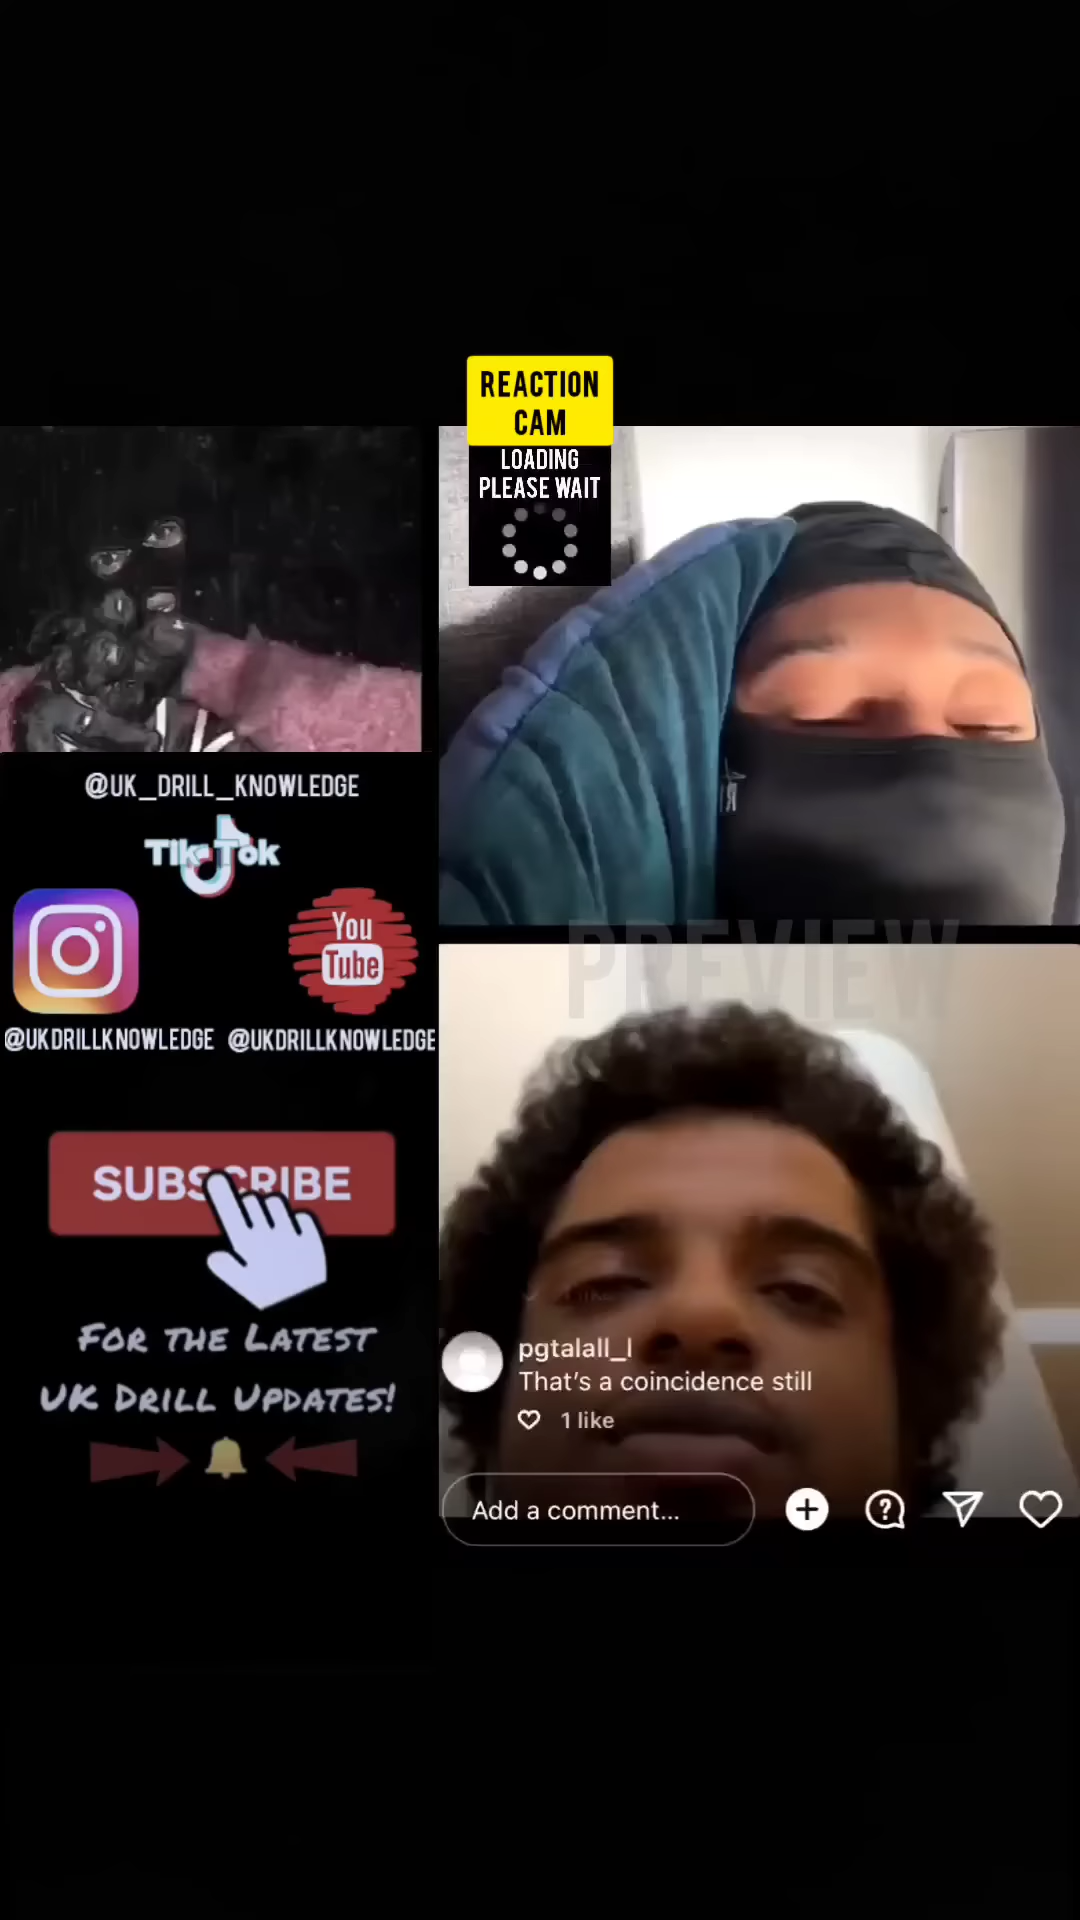 REACTION
CAM
LOADING
PLEASE WAIT
@UK_DRILL_KNOWLEDGE
TikTok
You
Tube
@UKDRILLKNOWLEDGE
@UKDRILLKNOWLEDGE
SUBSCRIBE
FOR THE LATEST
UK DRILL UPDATES!
PREVIEW
pgtalall_l
That's a coincidence still
1 like
Add a comment...